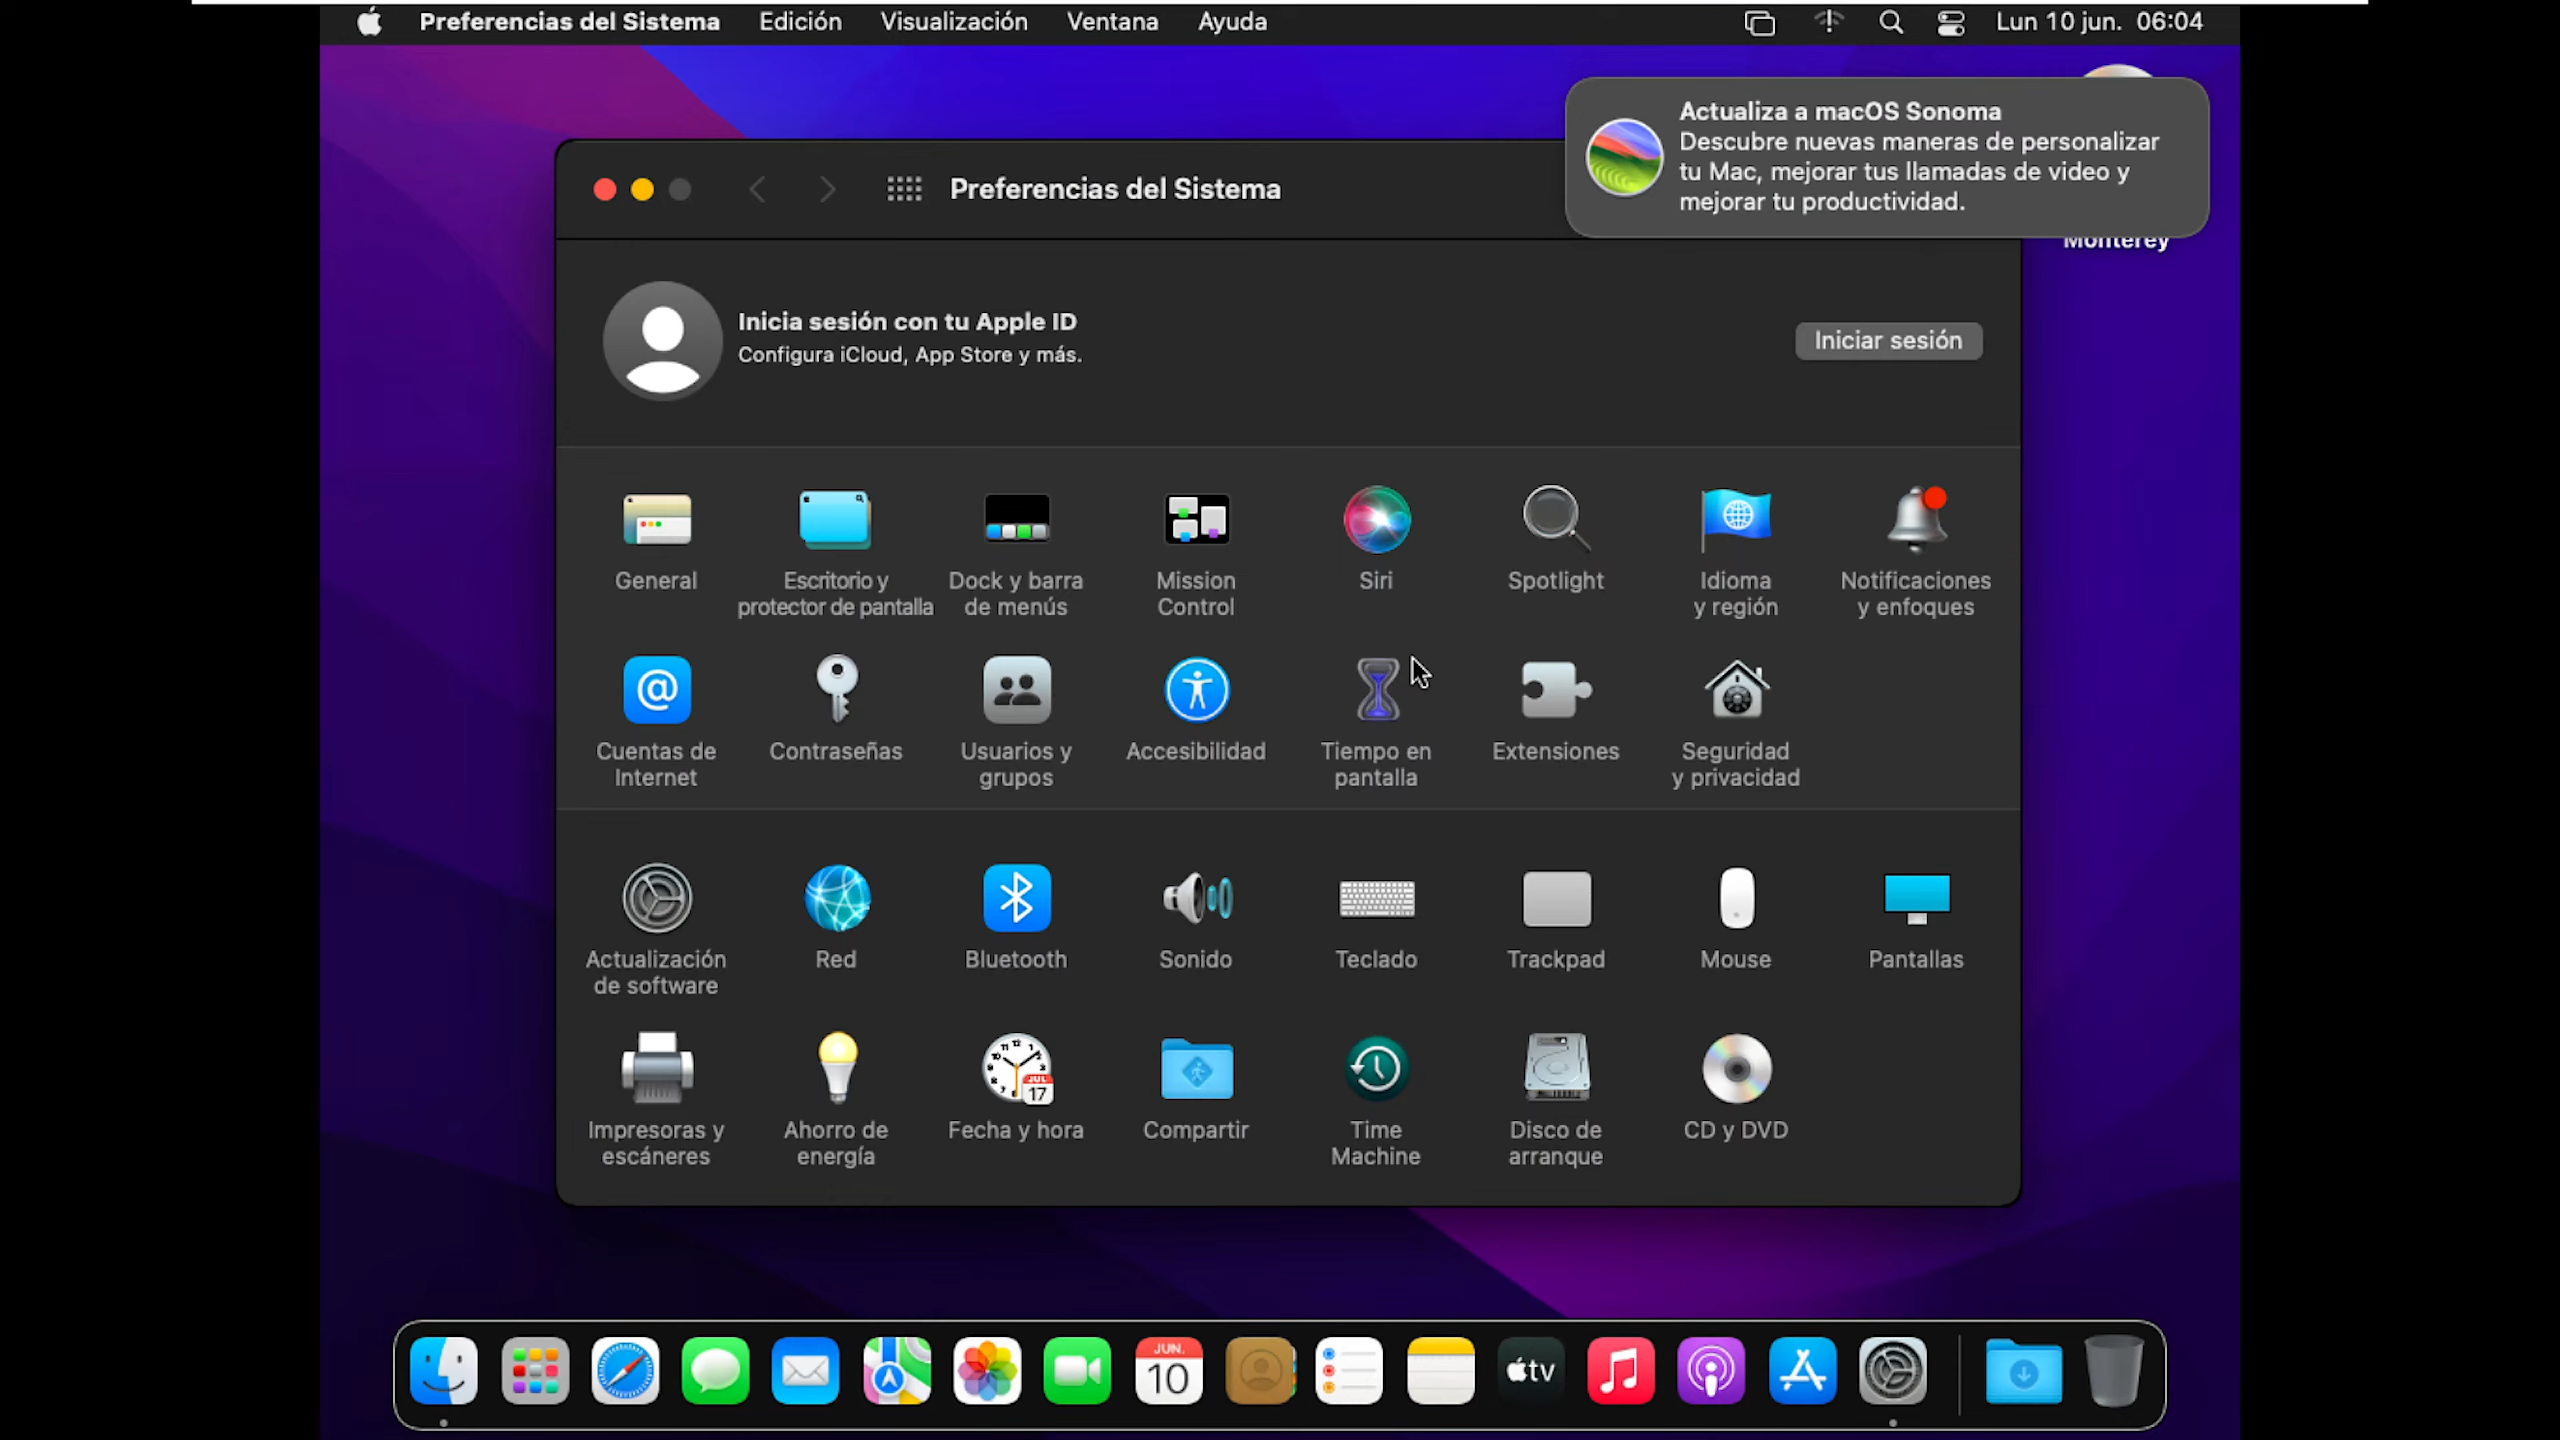 Preferencias del Sistema Edición Visualización Ventana Ayuda Lun 10 jun. 06:04
Actualiza a macOS Sonoma
Descubre nuevas maneras de personalizar
tu Mac, mejorar tus llamadas de video y
mejorar tu productividad.
Monterey
Preferencias del Sistema
Inicia sesión con tu Apple ID
Configura iCloud, App Store y más.
Iniciar sesión
General
Escritorio y
protector de pantalla
Dock y barra
de menús
Mission
Control
Siri
Spotlight
Idioma
y región
Notificaciones
y enfoques
Cuentas de
Internet
Contraseñas
Usuarios y
grupos
Accesibilidad
Tiempo en
pantalla
Extensiones
Seguridad
y privacidad
Actualización
de software
Red
Bluetooth
Sonido
Teclado
Trackpad
Mouse
Pantallas
JUL
17
Impresoras y
escáneres
Ahorro de
energía
Fecha y hora
Compartir
Time
Machine
Disco de
arranque
CD y DVD
JUN.
10
tv